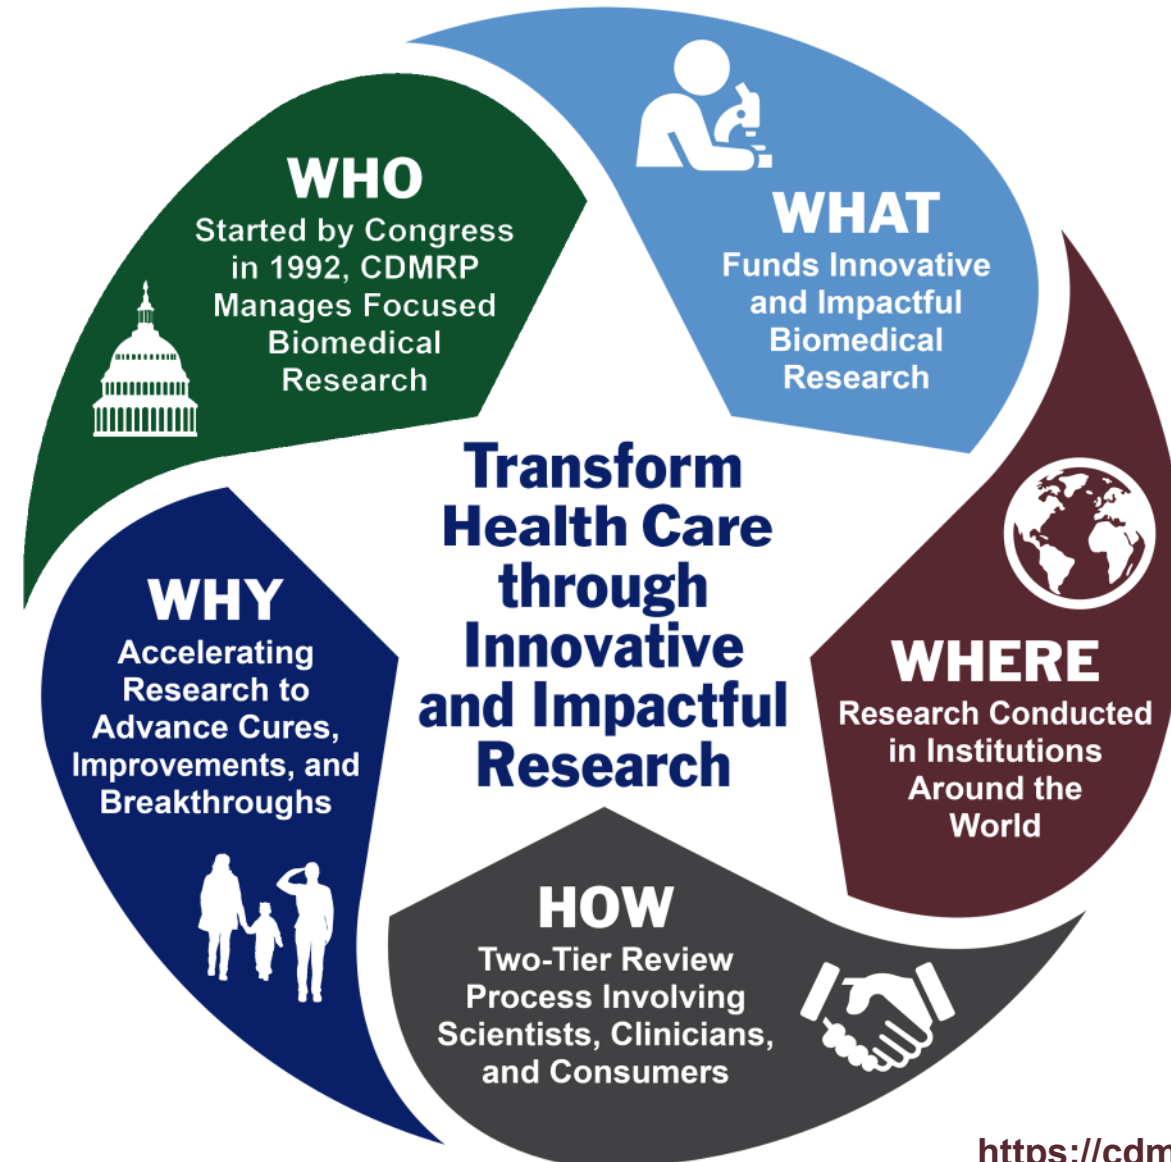 WHO
Started by Congress
in 1992, CDMRP
Manages Focused
Biomedical
Research
WHAT
Funds Innovative
and Impactful
Biomedical
Research
WHERE
Research Conducted
in Institutions
Around the
World
HOW
Two-Tier Review
Process Involving
Scientists, Clinicians,
and Consumers
WHY
Accelerating
Research to
Advance Cures,
Improvements, and
Breakthroughs
Transform
Health Care
through
Innovative
and Impactful
Research
https://cdm